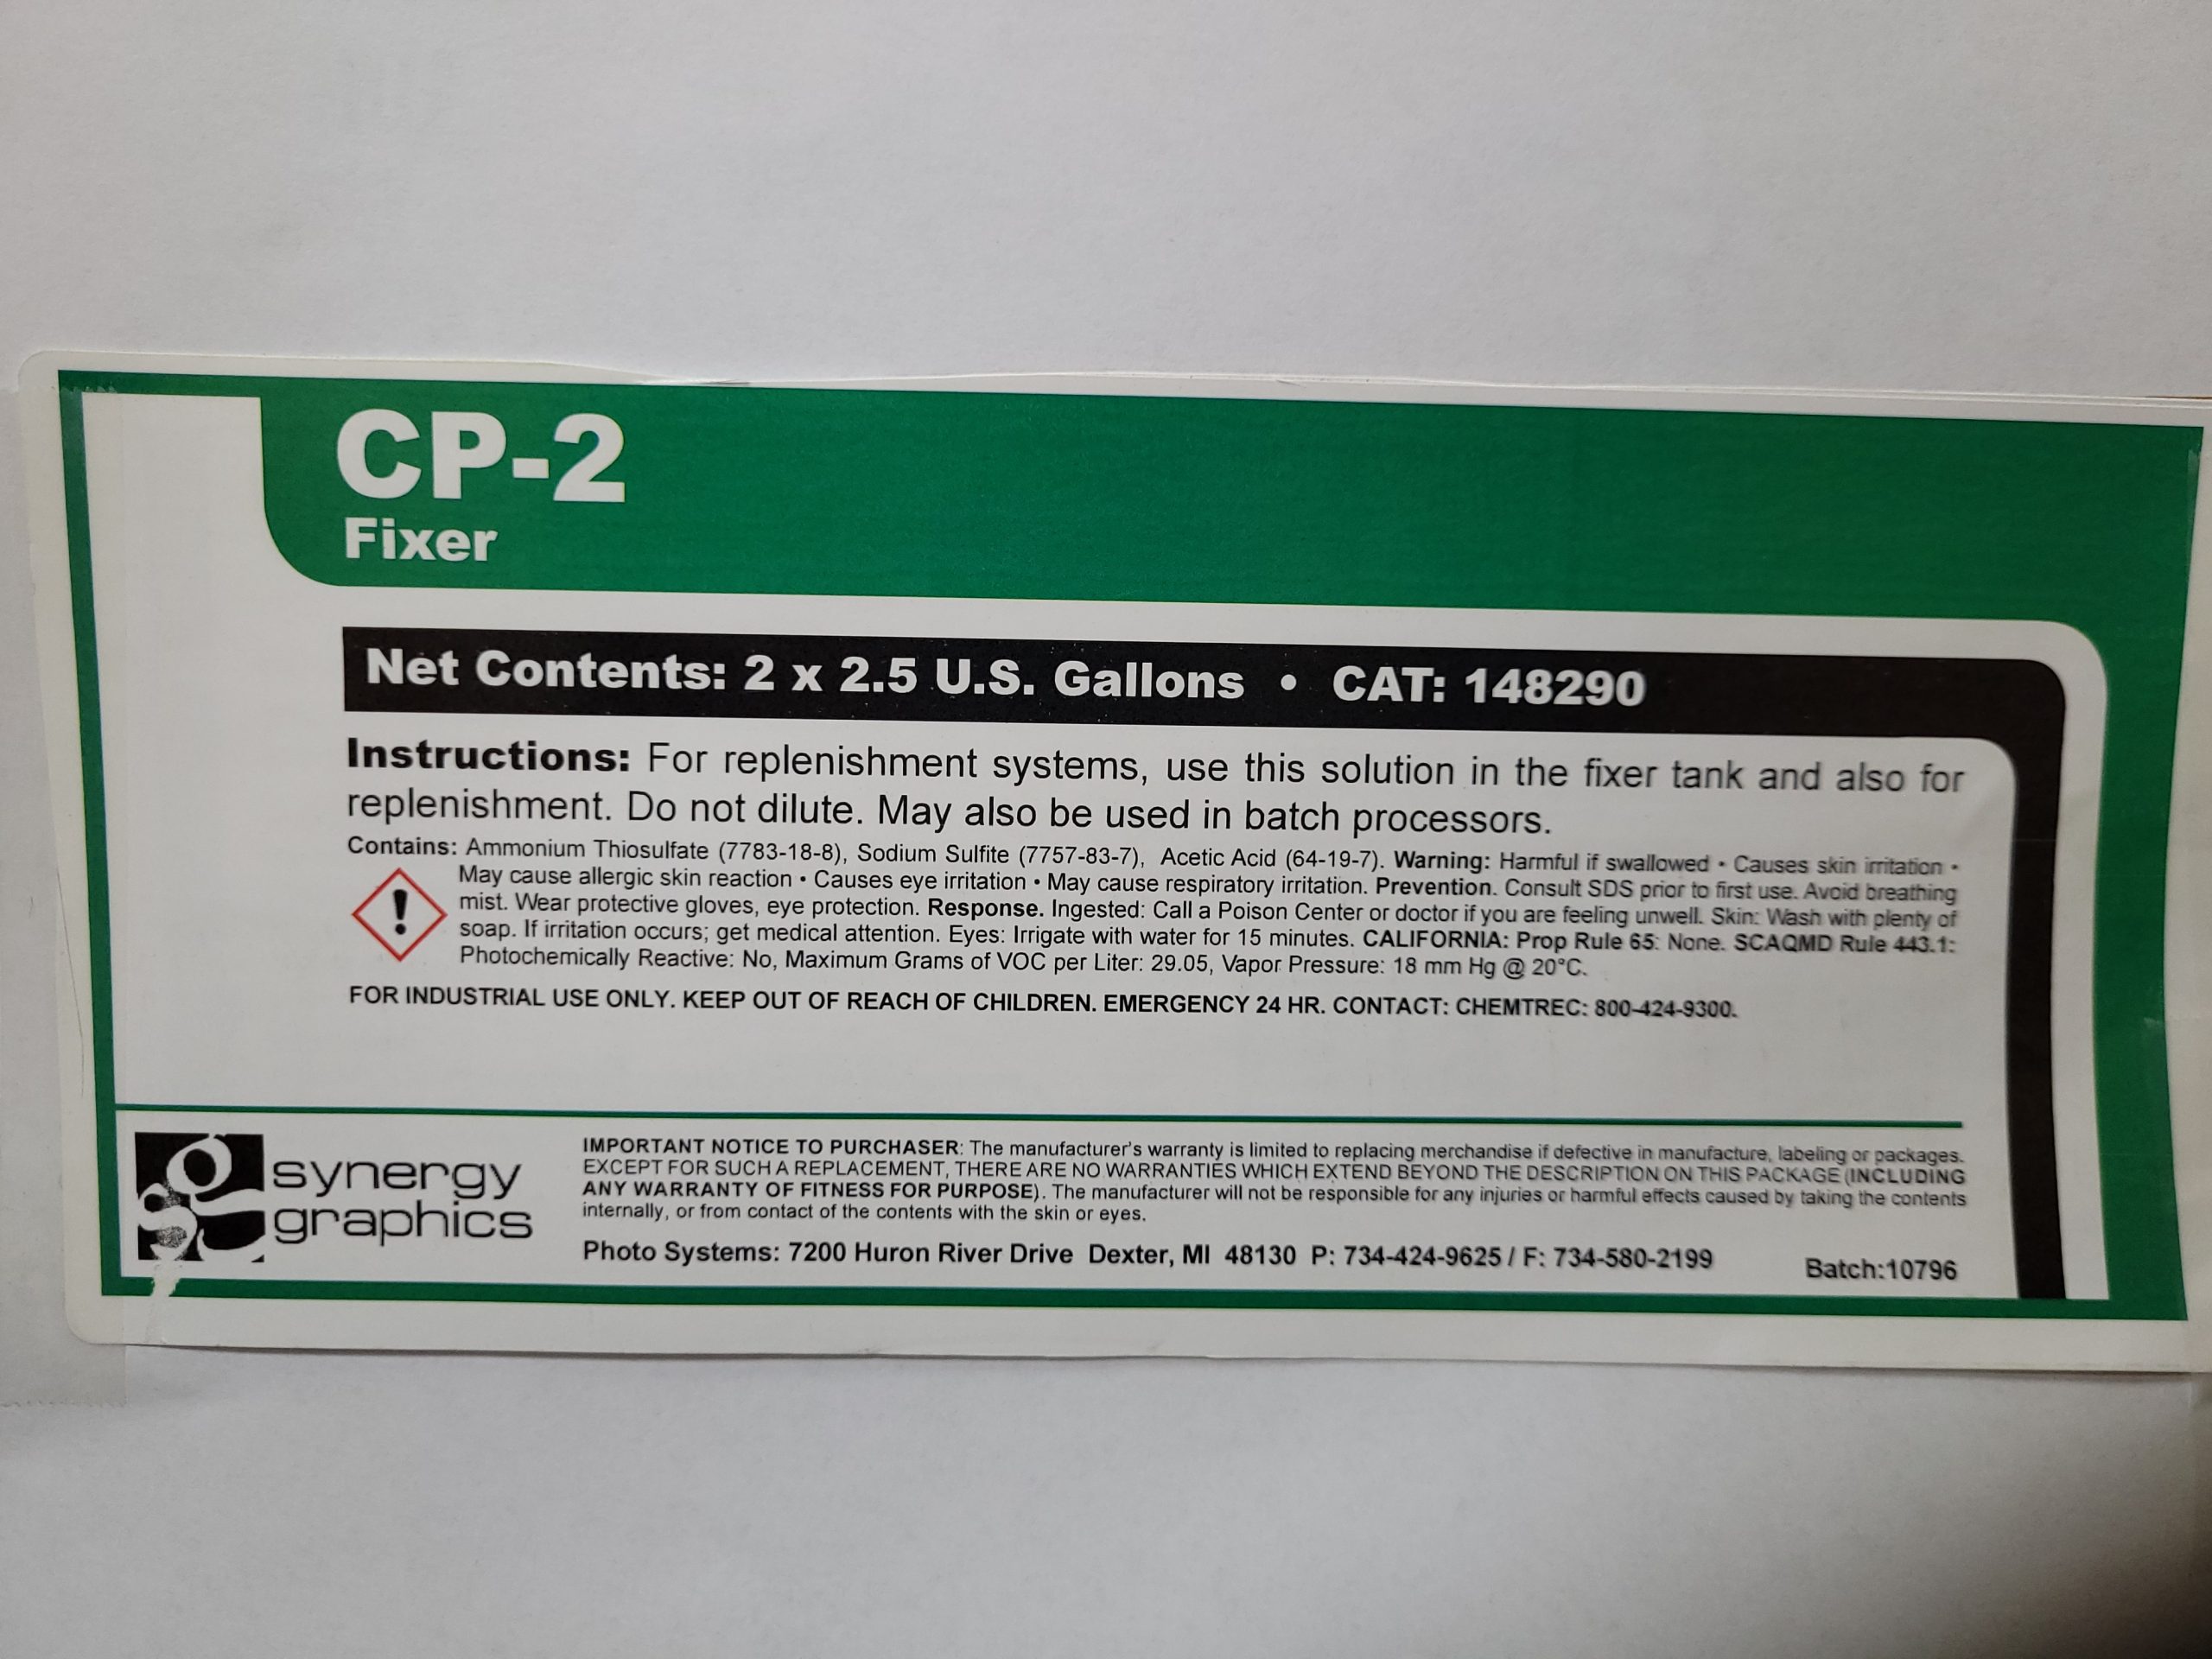 CP-2
Fixer
Net Contents: 2 x 2.5 U.S. Gallons • CAT: 148290
Instructions: For replenishment systems, use this solution in the fixer tank and also for
replenishment. Do not dilute. May also be used in batch processors.
Contains: Ammonium Thiosulfate (7783-18-8), Sodium Sulfite (7757-83-7), Acetic Acid (64-19-7). Warning: Harmful if swallowed • Causes skin irritation •
May cause allergic skin reaction • Causes eye irritation • May cause respiratory irritation. Prevention. Consult SDS prior to first use. Avoid breathing
mist. Wear protective gloves, eye protection. Response. Ingested: Call a Poison Center or doctor if you are feeling unwell. Skin: Wash with plenty of
soap. If irritation occurs; get medical attention. Eyes: Irrigate with water for 15 minutes. CALIFORNIA: Prop Rule 65: None. SCAQMD Rule 443.1:
Photochemically Reactive: No, Maximum Grams of VOC per Liter: 29.05, Vapor Pressure: 18 mm Hg @ 20°C.
FOR INDUSTRIAL USE ONLY. KEEP OUT OF REACH OF CHILDREN. EMERGENCY 24 HR. CONTACT: CHEMTREC: 800-424-9300.
sg
synergy
graphics
IMPORTANT NOTICE TO PURCHASER: The manufacturer's warranty is limited to replacing merchandise if defective in manufacture, labeling or packages.
EXCEPT FOR SUCH A REPLACEMENT, THERE ARE NO WARRANTIES WHICH EXTEND BEYOND THE DESCRIPTION ON THIS PACKAGE (INCLUDING
ANY WARRANTY OF FITNESS FOR PURPOSE). The manufacturer will not be responsible for any injuries or harmful effects caused by taking the contents
internally, or from contact of the contents with the skin or eyes.
Photo Systems: 7200 Huron River Drive Dexter, MI 48130 P: 734-424-9625 / F: 734-580-2199
Batch:10796